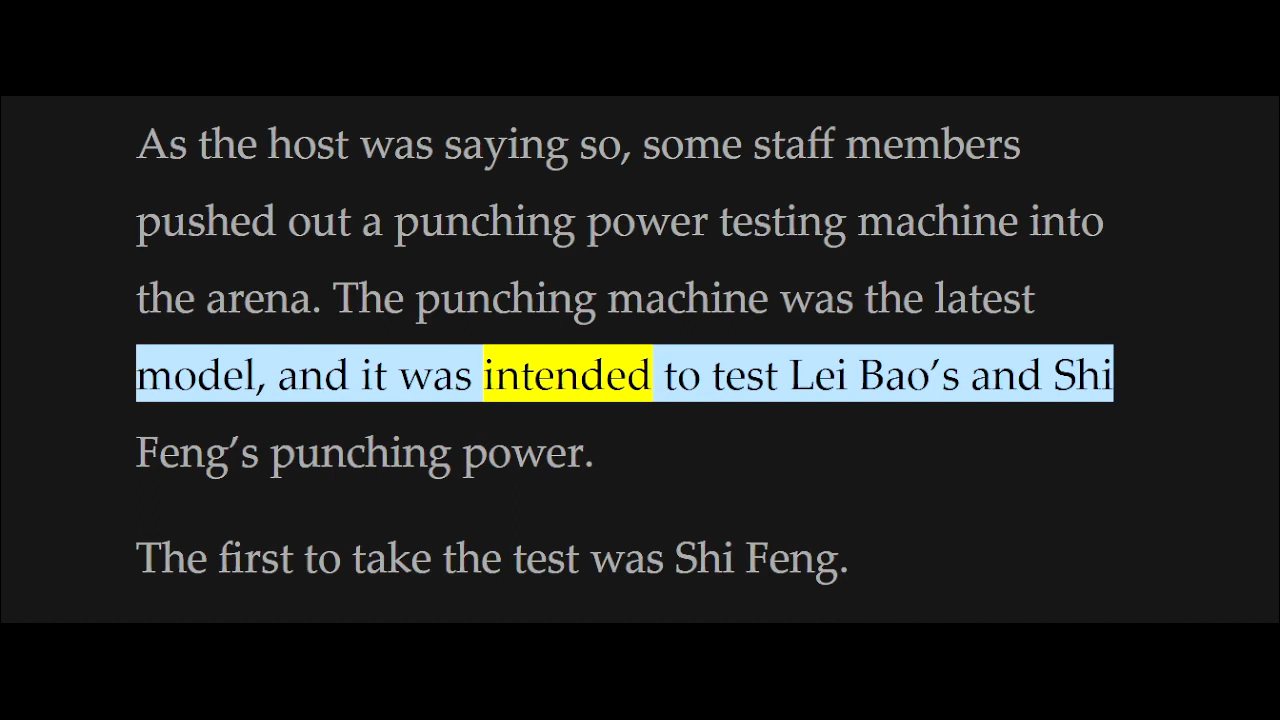 As the host was saying so, some staff members
pushed out a punching power testing machine into
the arena. The punching machine was the latest
model, and it was intended to test Lei Bao’s and Shi
Feng’s punching power.
The first to take the test was Shi Feng.